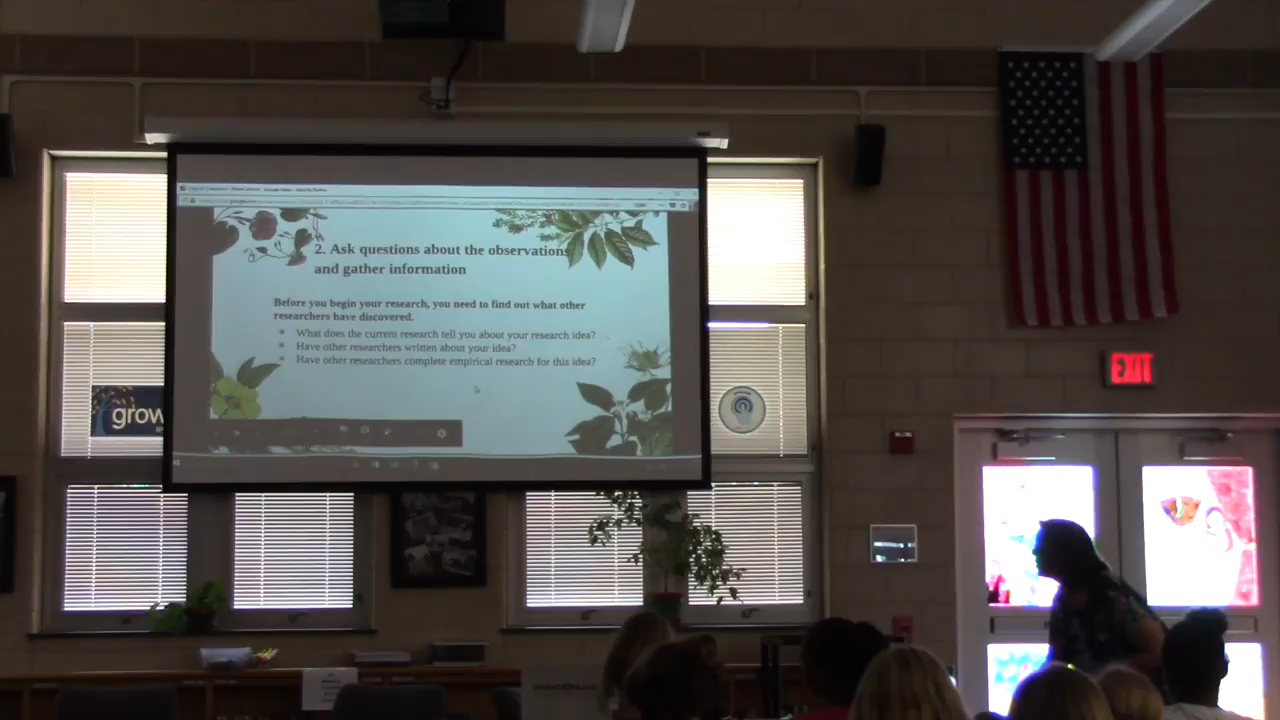 2. Ask questions about the observations
and gather information
Before you begin your research, you need to find out what other
researchers have discovered.
What does the current research tell you about your research idea?
Have other researchers written about your idea?
Have other researchers complete empirical research for this idea?
grow
EXIT